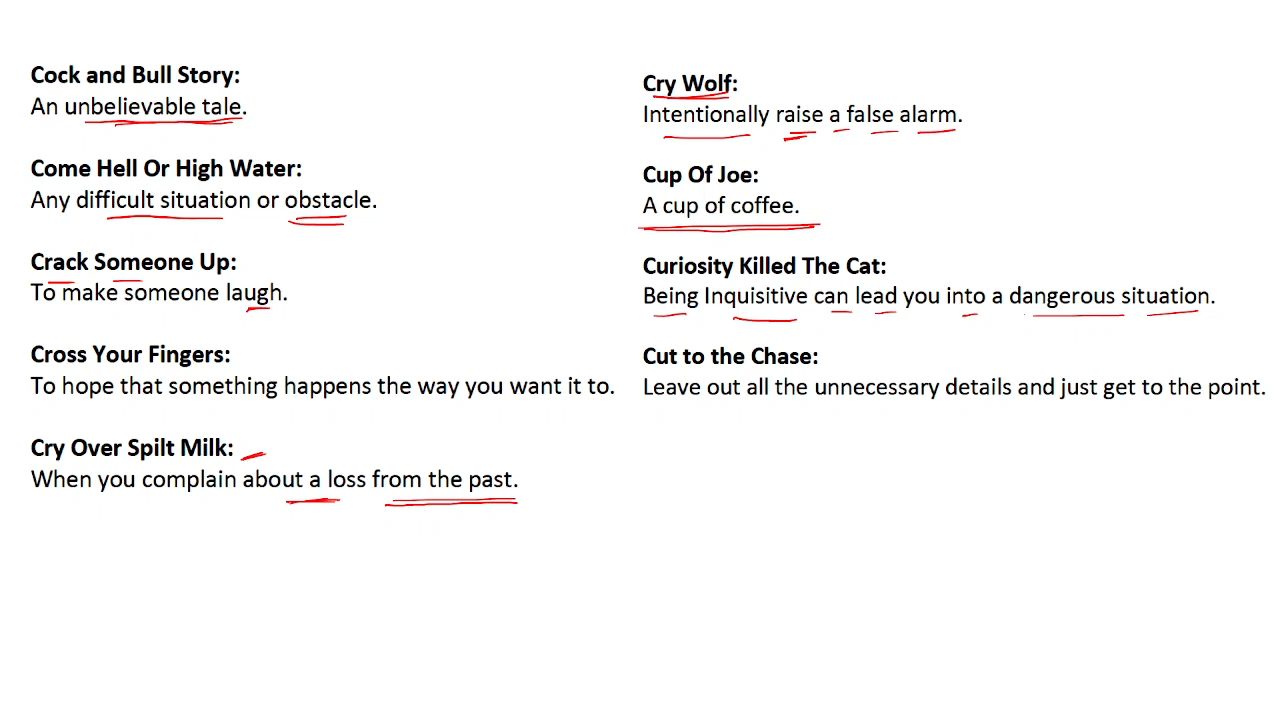 Cock and Bull Story:
An unbelievable tale.
Come Hell Or High Water:
Any difficult situation or obstacle.
Crack Someone Up:
To make someone laugh.
Cross Your Fingers:
To hope that something happens the way you want it to.
Cry Over Spilt Milk:
When you complain about a loss from the past.
Cry Wolf:
Intentionally raise a false alarm.
Cup Of Joe:
A cup of coffee.
Curiosity Killed The Cat:
Being Inquisitive can lead you into a dangerous situation.
Cut to the Chase:
Leave out all the unnecessary details and just get to the point.